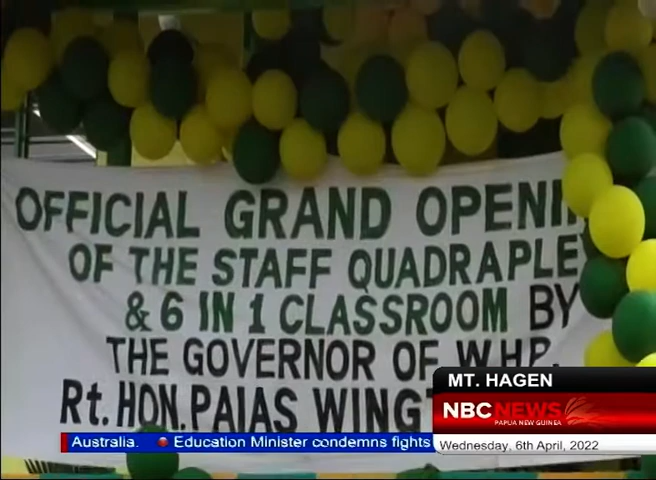 OFFICIAL GRAND OPENI
OF THE STAFF QUADRAPLE
& 6 IN 1 CLASSROOM BY
THE GOVERNOR OF W.H.P.
Rt. HON. PAIAS WINGT
MT. HAGEN
NBC NEWS
PAPUA NEW GUINEA
Wednesday, 6th April, 2022
Australia. Education Minister condemns fights